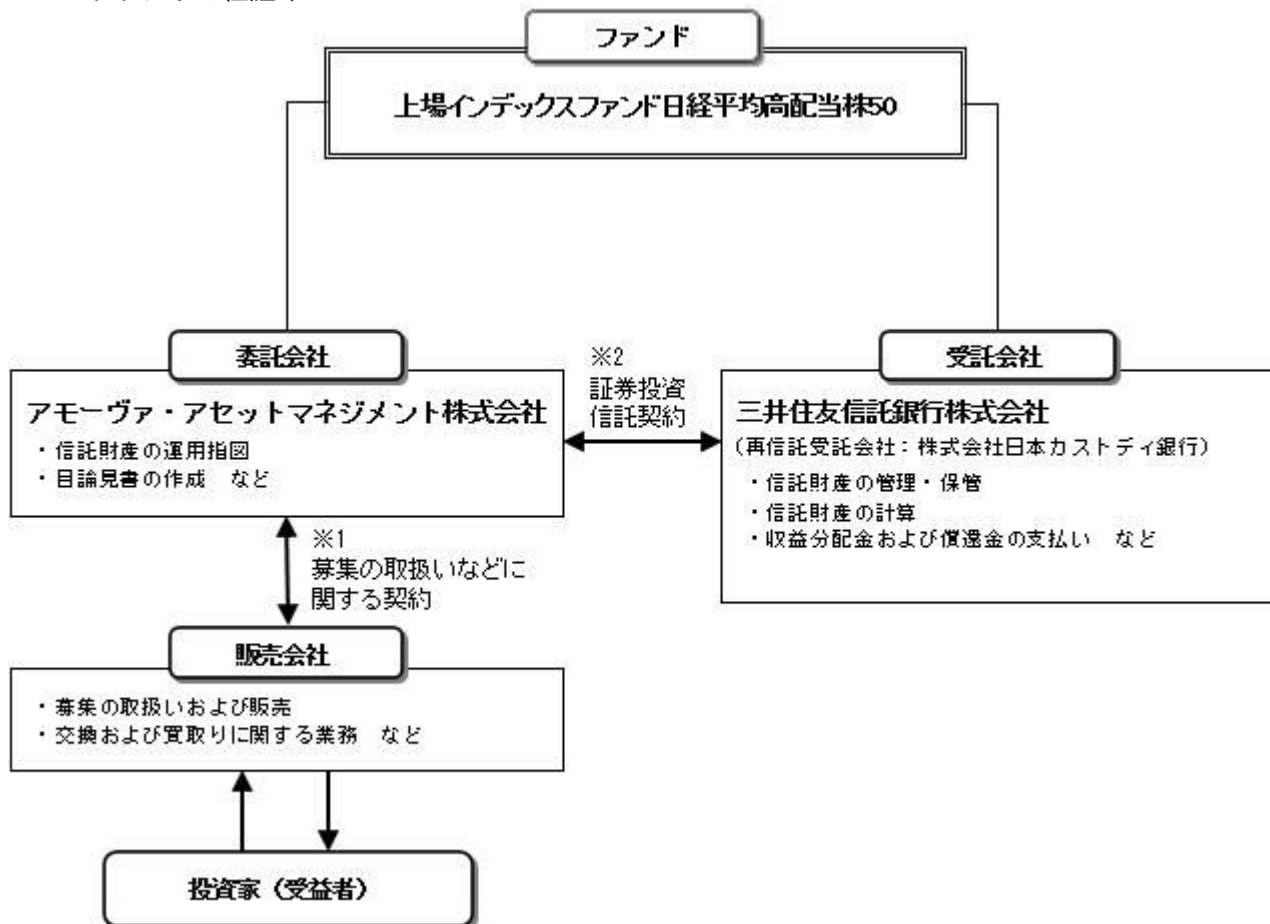 ファンド
上場インデックスファンド日経平均高配当株50
委託会社
アモーヴァ・アセットマネジメント株式会社
・信託財産の運用指図
・目論見書の作成　など
※2
証券投資
信託契約
受託会社
三井住友信託銀行株式会社
（再信託受託会社：株式会社日本カストディ銀行）
・信託財産の管理・保管
・信託財産の計算
・収益分配金および償還金の支払い　など
※1
募集の取扱いなどに
関する契約
販売会社
・募集の取扱いおよび販売
・交換および買取りに関する業務　など
投資家（受益者）